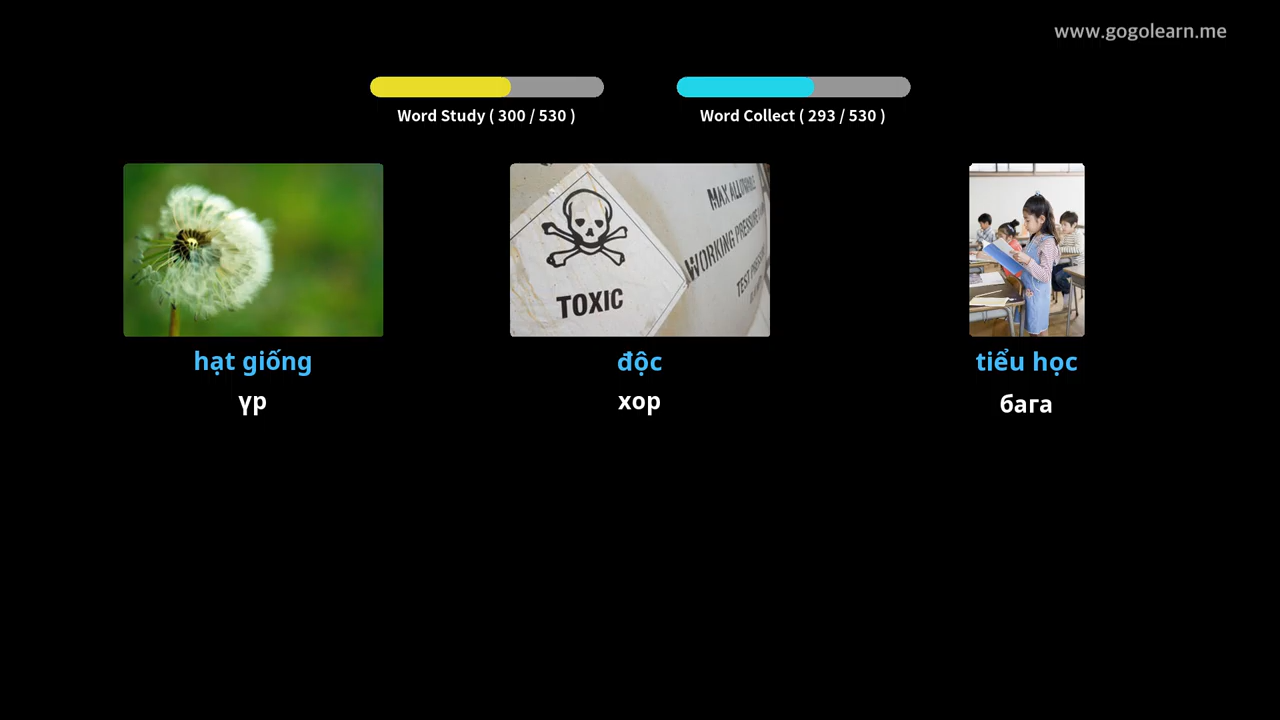 www.gogolearn.me
Word Study ( 300 / 530 )
Word Collect ( 293 / 530 )
MAX ALLOWABLE
WORKING PRESSURE
TEST PRESSURE
TOXIC
hạt giống
độc
tiểu học
үр
хор
бага